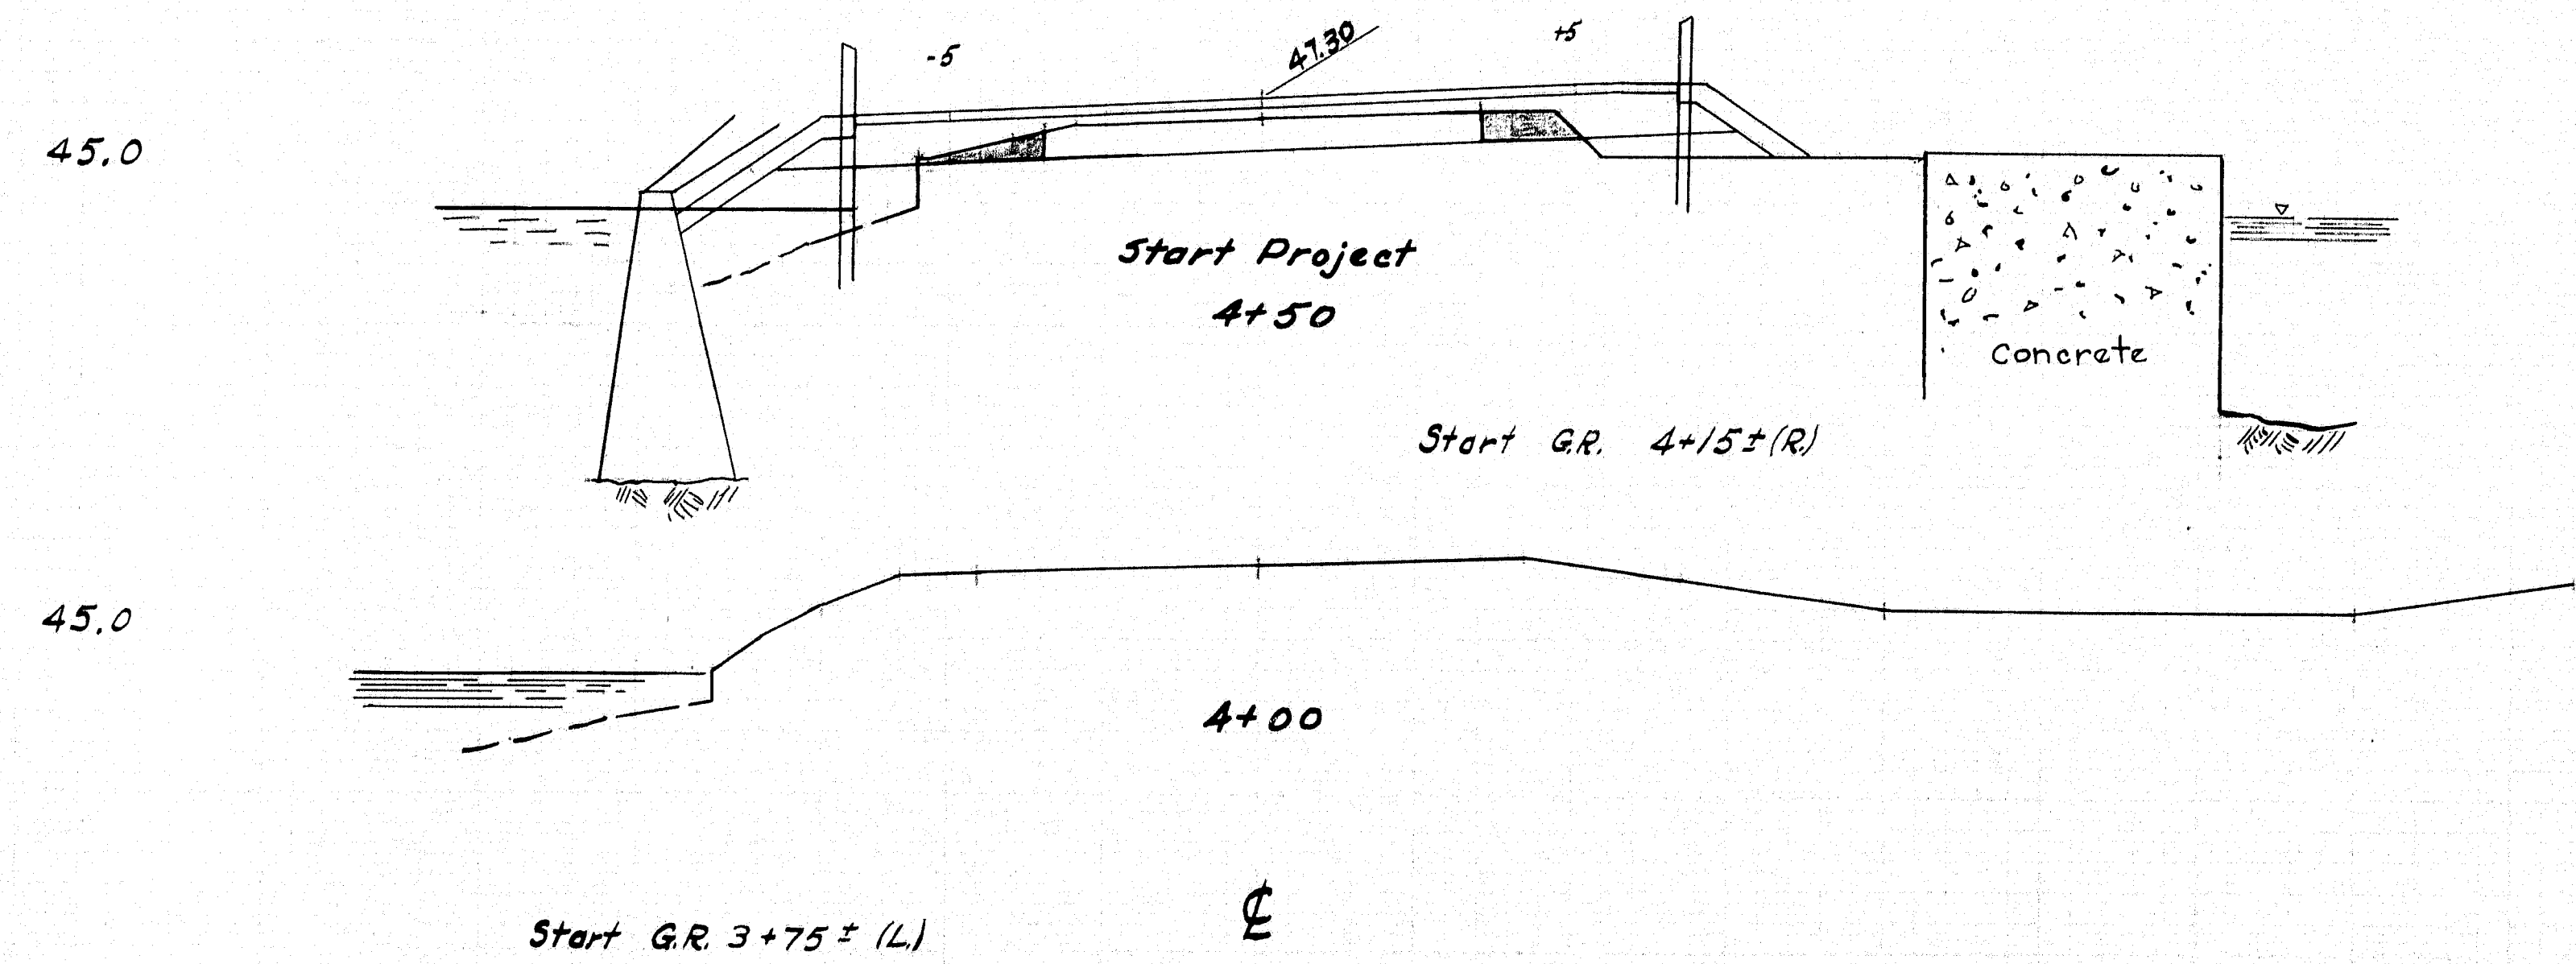 -5
47.30
+5
45.0
Start Project
4+50
Concrete
Start G.R. 4+15± (R.)
45.0
4+00
℄
Start G.R. 3+75± (L.)